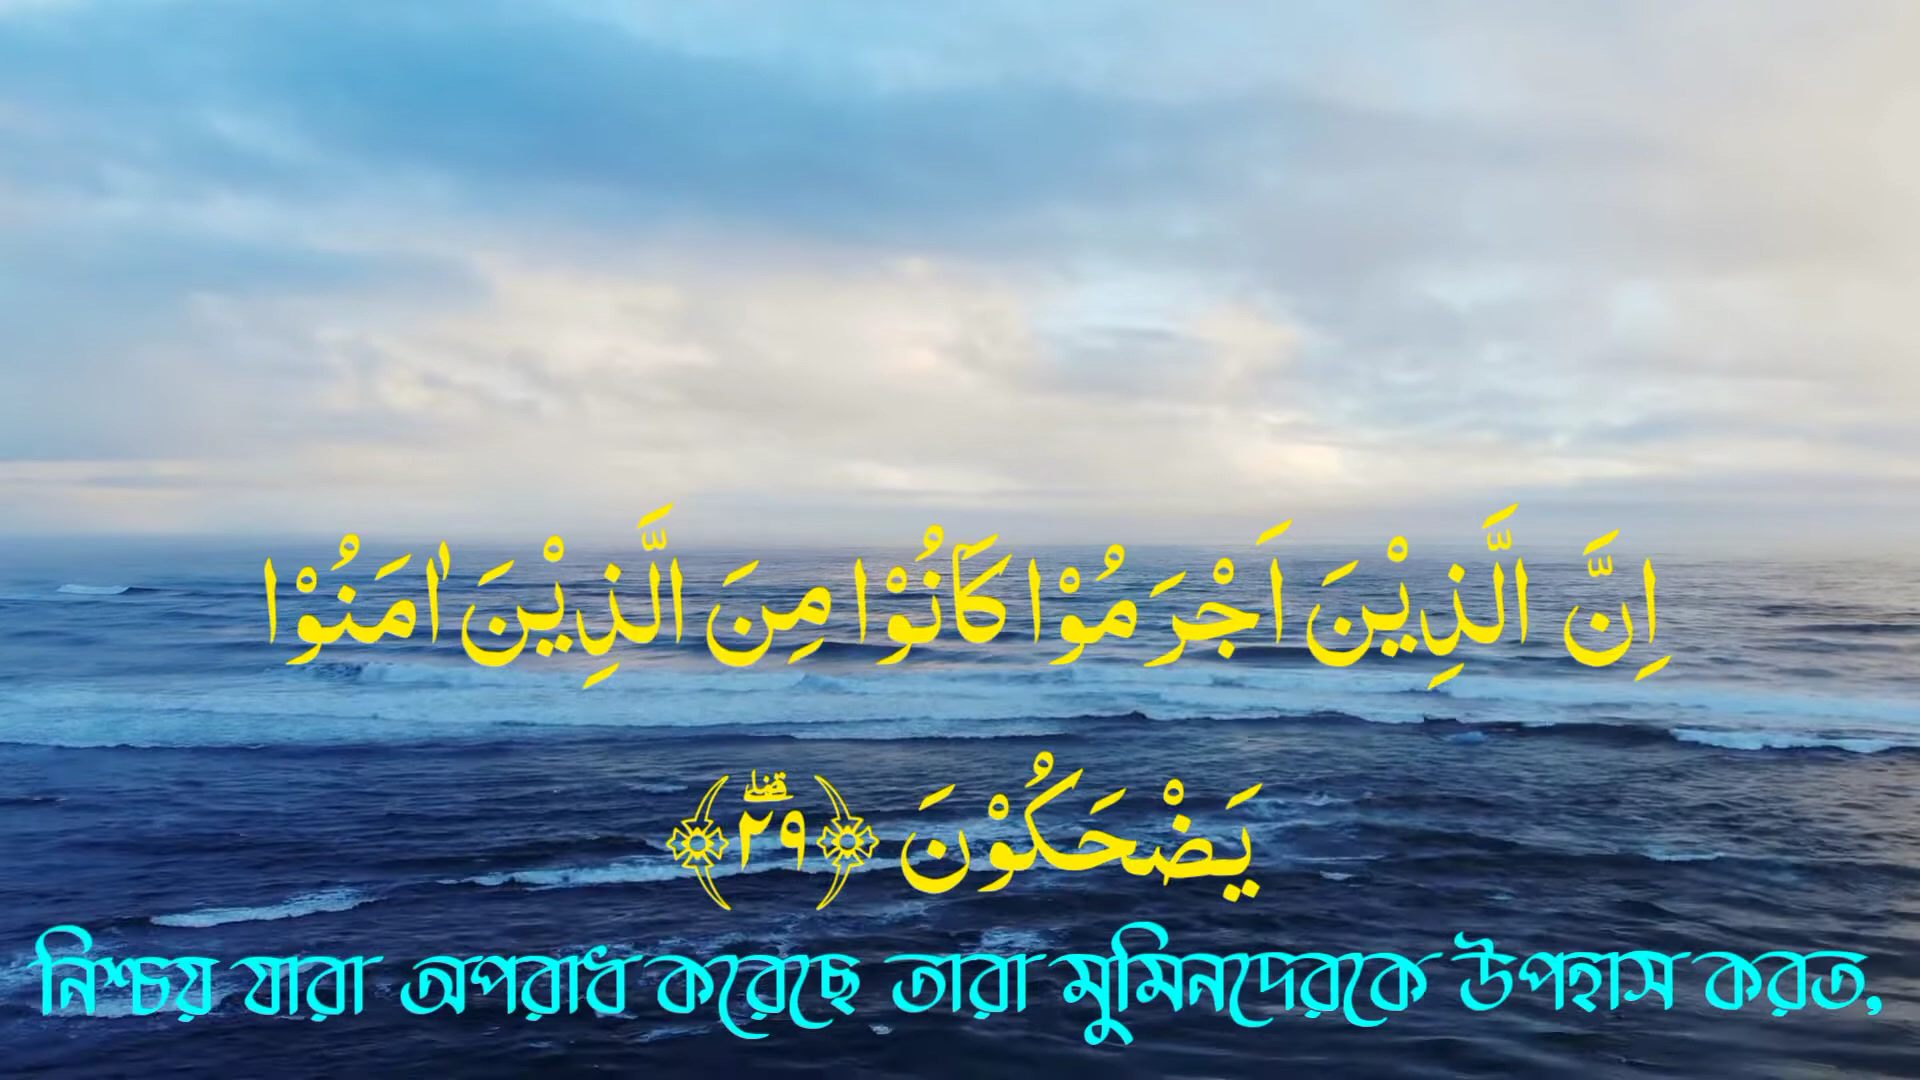 اِنَّ الَّذِيْنَ اَجْرَمُوْا كَانُوْا مِنَ الَّذِيْنَ اٰمَنُوْا
يَضْحَكُوْنَ ﴿٢٩﴾ۖؗ
নিশ্চয় যারা অপরাধ করেছে তারা মুমিনদেরকে উপহাস করত,